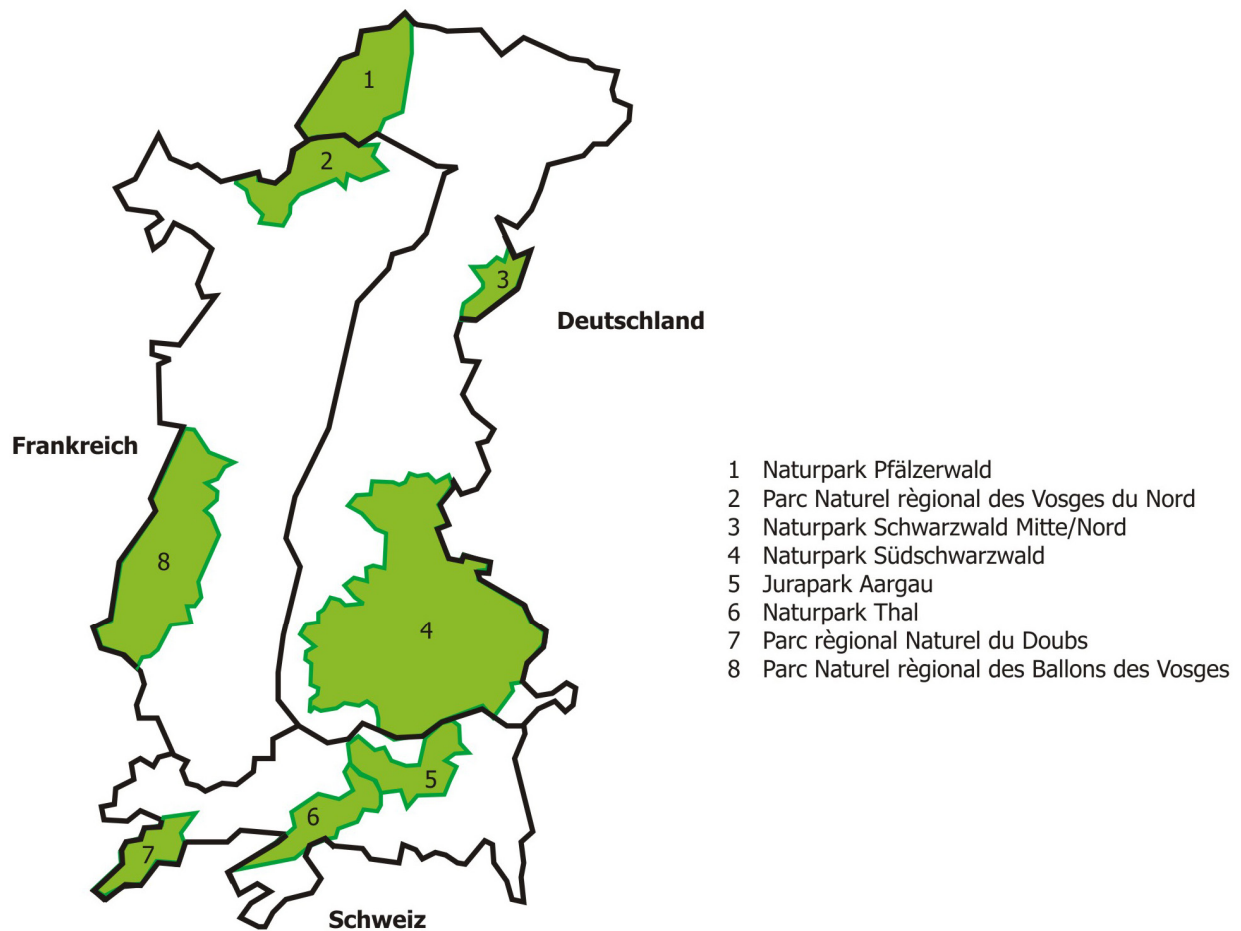 1
2
3
Deutschland
Frankreich
8
4
5
6
7
Schweiz
1 Naturpark Pfälzerwald
2 Parc Naturel règional des Vosges du Nord
3 Naturpark Schwarzwald Mitte/Nord
4 Naturpark Südschwarzwald
5 Jurapark Aargau
6 Naturpark Thal
7 Parc règional Naturel du Doubs
8 Parc Naturel règional des Ballons des Vosges